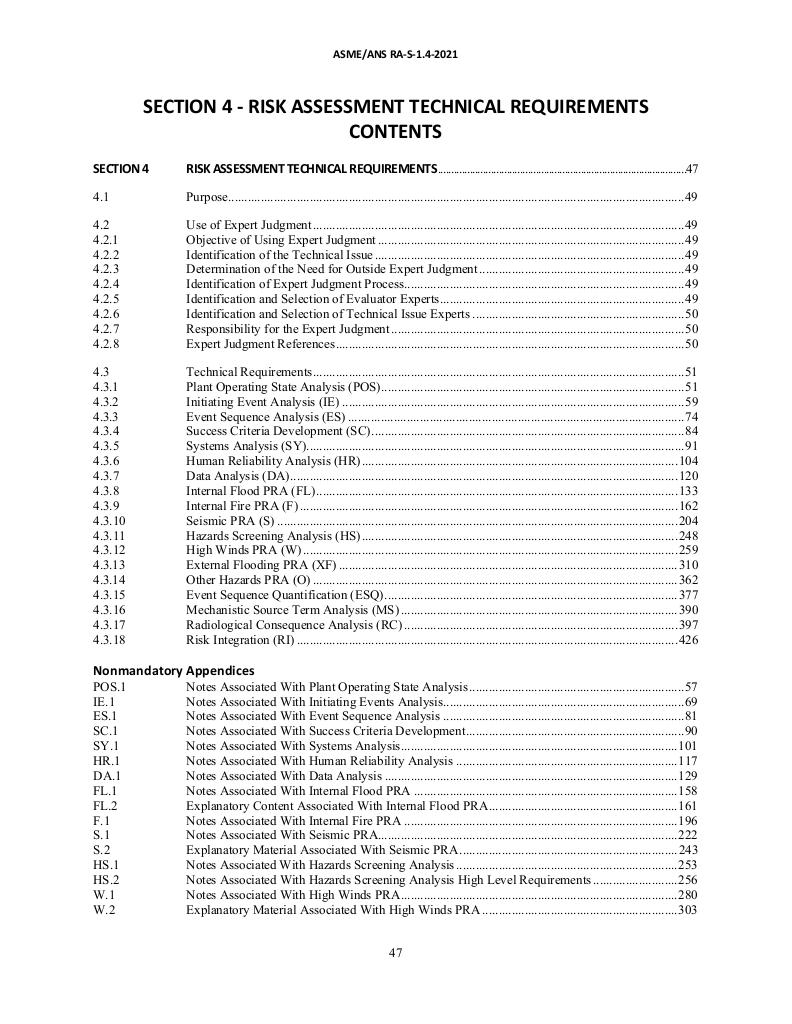 ASME/ANS RA-S-1.4-2021
SECTION 4 - RISK ASSESSMENT TECHNICAL REQUIREMENTS
CONTENTS
SECTION 4 RISK ASSESSMENT TECHNICAL REQUIREMENTS 47
4.1 Purpose 49
4.2 Use of Expert Judgment 49
4.2.1 Objective of Using Expert Judgment 49
4.2.2 Identification of the Technical Issue 49
4.2.3 Determination of the Need for Outside Expert Judgment 49
4.2.4 Identification of Expert Judgment Process 49
4.2.5 Identification and Selection of Evaluator Experts 49
4.2.6 Identification and Selection of Technical Issue Experts 50
4.2.7 Responsibility for the Expert Judgment 50
4.2.8 Expert Judgment References 50
4.3 Technical Requirements 51
4.3.1 Plant Operating State Analysis (POS) 51
4.3.2 Initiating Event Analysis (IE) 59
4.3.3 Event Sequence Analysis (ES) 74
4.3.4 Success Criteria Development (SC) 84
4.3.5 Systems Analysis (SY) 91
4.3.6 Human Reliability Analysis (HR) 104
4.3.7 Data Analysis (DA) 120
4.3.8 Internal Flood PRA (FL) 133
4.3.9 Internal Fire PRA (F) 162
4.3.10 Seismic PRA (S) 204
4.3.11 Hazards Screening Analysis (HS) 248
4.3.12 High Winds PRA (W) 259
4.3.13 External Flooding PRA (XF) 310
4.3.14 Other Hazards PRA (O) 362
4.3.15 Event Sequence Quantification (ESQ) 377
4.3.16 Mechanistic Source Term Analysis (MS) 390
4.3.17 Radiological Consequence Analysis (RC) 397
4.3.18 Risk Integration (RI) 426
Nonmandatory Appendices
POS.1 Notes Associated With Plant Operating State Analysis 57
IE.1 Notes Associated With Initiating Events Analysis 69
ES.1 Notes Associated With Event Sequence Analysis 81
SC.1 Notes Associated With Success Criteria Development 90
SY.1 Notes Associated With Systems Analysis 101
HR.1 Notes Associated With Human Reliability Analysis 117
DA.1 Notes Associated With Data Analysis 129
FL.1 Notes Associated With Internal Flood PRA 158
FL.2 Explanatory Content Associated With Internal Flood PRA 161
F.1 Notes Associated With Internal Fire PRA 196
S.1 Notes Associated With Seismic PRA 222
S.2 Explanatory Material Associated With Seismic PRA 243
HS.1 Notes Associated With Hazards Screening Analysis 253
HS.2 Notes Associated With Hazards Screening Analysis High Level Requirements 256
W.1 Notes Associated With High Winds PRA 280
W.2 Explanatory Material Associated With High Winds PRA 303
47